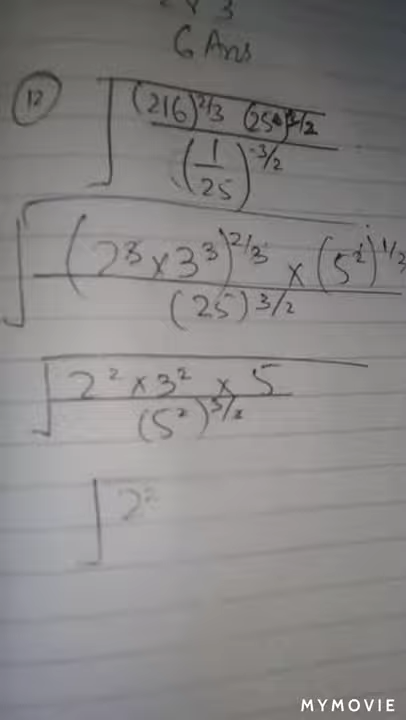 2 x 3
6 Ans
12 √((216)^2/3 (25)^1/2 / (1/25)^-3/2)
√((2^3 x 3^3)^2/3 x (5^2)^1/3 / (25)^3/2)
√(2^2 x 3^2 x 5 / (5^2)^3/2)
√ 2^2
MYMOVIE